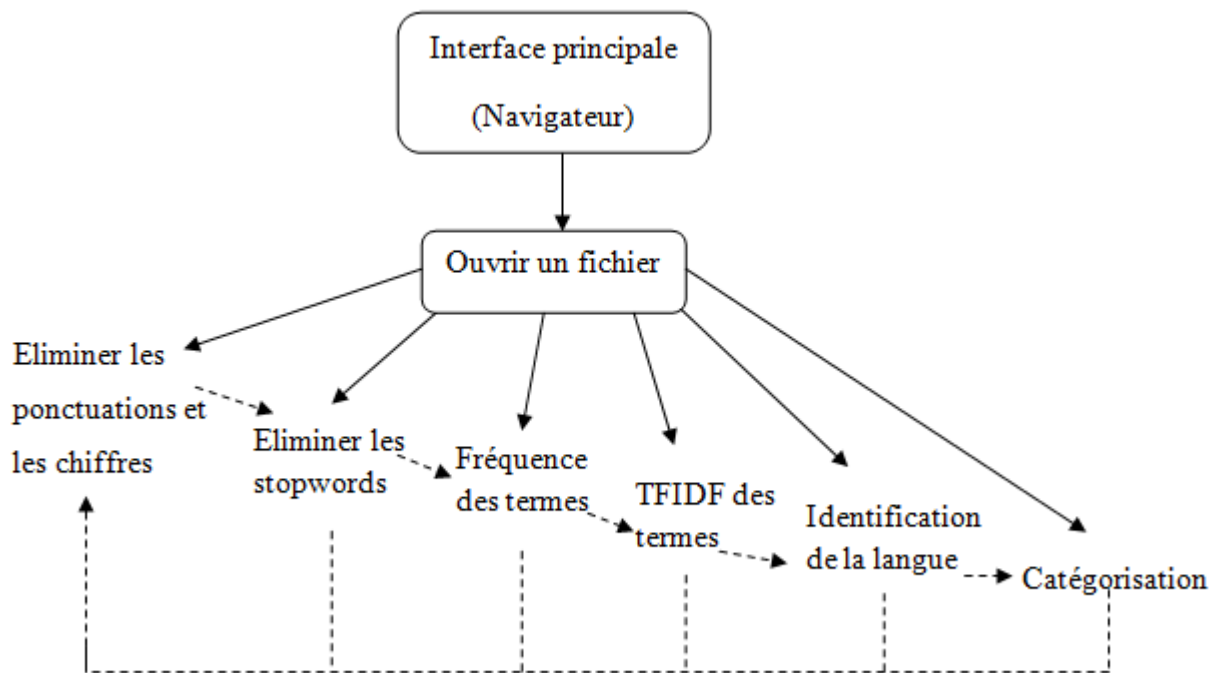 Interface principale
(Navigateur)
Ouvrir un fichier
Eliminer les
ponctuations et
les chiffres
Eliminer les
stopwords
Fréquence
des termes
TFIDF des
termes
Identification
de la langue
Catégorisation